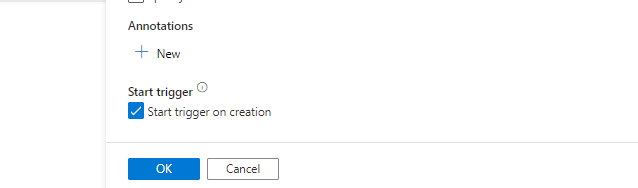 Annotations
New
Start trigger
Start trigger on creation
OK
Cancel